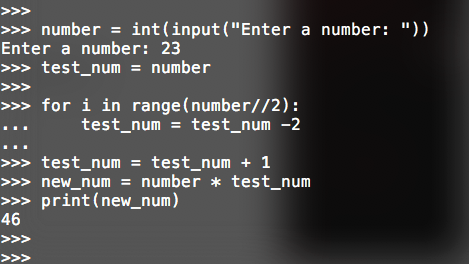 >>>
>>> number = int(input("Enter a number: "))
Enter a number: 23
>>> test_num = number
>>>
>>> for i in range(number//2):
...     test_num = test_num -2
...
>>> test_num = test_num + 1
>>> new_num = number * test_num
>>> print(new_num)
46
>>>
>>>